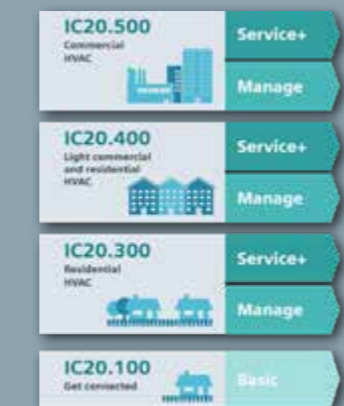 IC20.500
Commercial
HVAC
Service+
Manage
IC20.400
Light commercial
and residential
HVAC
Service+
Manage
IC20.300
Residential
HVAC
Service+
Manage
IC20.100
Get connected
Basic